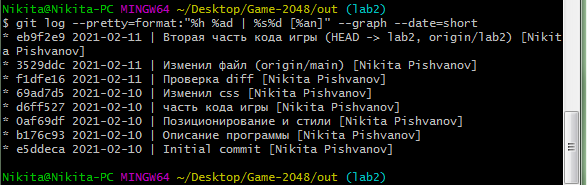 Nikita@Nikita-PC MINGW64 ~/Desktop/Game-2048/out (lab2)
$ git log --pretty=format:"%h %ad | %s%d [%an]" --graph --date=short
* eb9f2e9 2021-02-11 | Вторая часть кода игры (HEAD -> lab2, origin/lab2) [Nikit
a Pishvanov]
* 3529ddc 2021-02-11 | Изменил файл (origin/main) [Nikita Pishvanov]
* f1dfe16 2021-02-11 | Проверка diff [Nikita Pishvanov]
* 69ad7d5 2021-02-10 | Изменил css [Nikita Pishvanov]
* d6ff527 2021-02-10 | часть кода игры [Nikita Pishvanov]
* 0af69df 2021-02-10 | Позиционирование и стили [Nikita Pishvanov]
* b176c93 2021-02-10 | Описание программы [Nikita Pishvanov]
* e5ddeca 2021-02-10 | Initial commit [Nikita Pishvanov]
Nikita@Nikita-PC MINGW64 ~/Desktop/Game-2048/out (lab2)